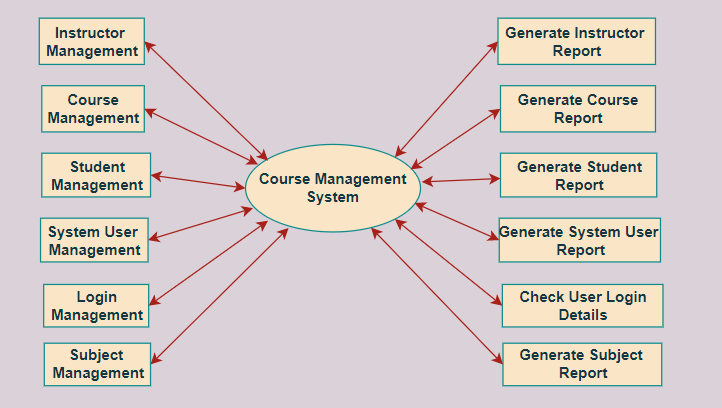 Instructor
Management
Course
Management
Student
Management
System User
Management
Login
Management
Subject
Management
Course Management
System
Generate Instructor
Report
Generate Course
Report
Generate Student
Report
Generate System User
Report
Check User Login
Details
Generate Subject
Report